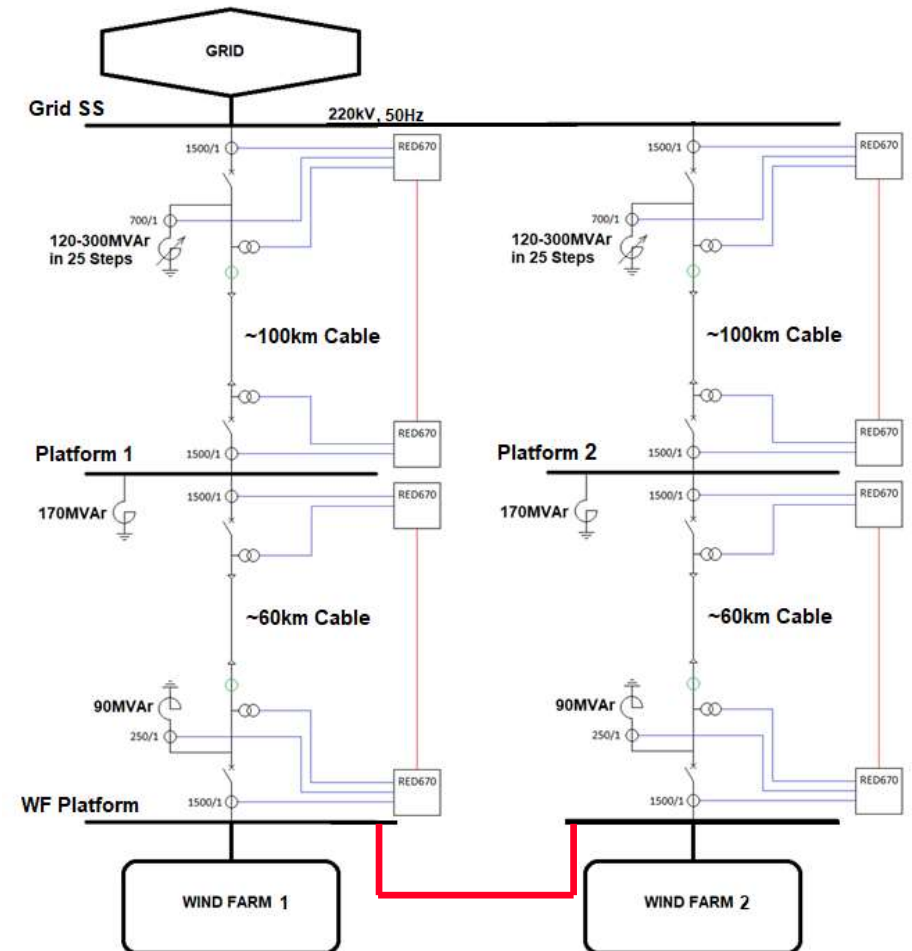 GRID
Grid SS
220kV, 50Hz
1500/1
RED670
1500/1
RED670
700/1
120-300MVAr
in 25 Steps
700/1
120-300MVAr
in 25 Steps
~100km Cable
~100km Cable
RED670
RED670
Platform 1
1500/1
Platform 2
1500/1
1500/1
RED670
1500/1
RED670
170MVAr
170MVAr
~60km Cable
~60km Cable
90MVAr
90MVAr
250/1
250/1
RED670
RED670
WF Platform
1500/1
1500/1
WIND FARM 1
WIND FARM 2